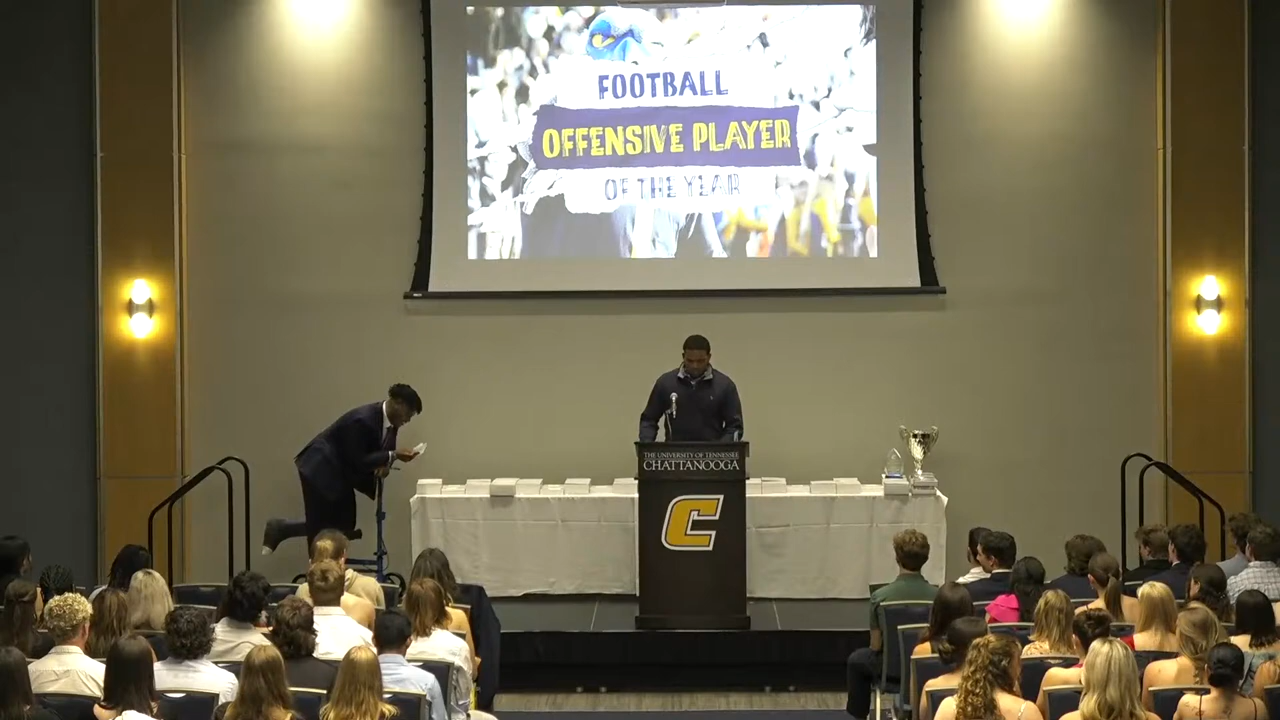 FOOTBALL
OFFENSIVE PLAYER
OF THE YEAR
THE UNIVERSITY OF TENNESSEE
CHATTANOOGA
C